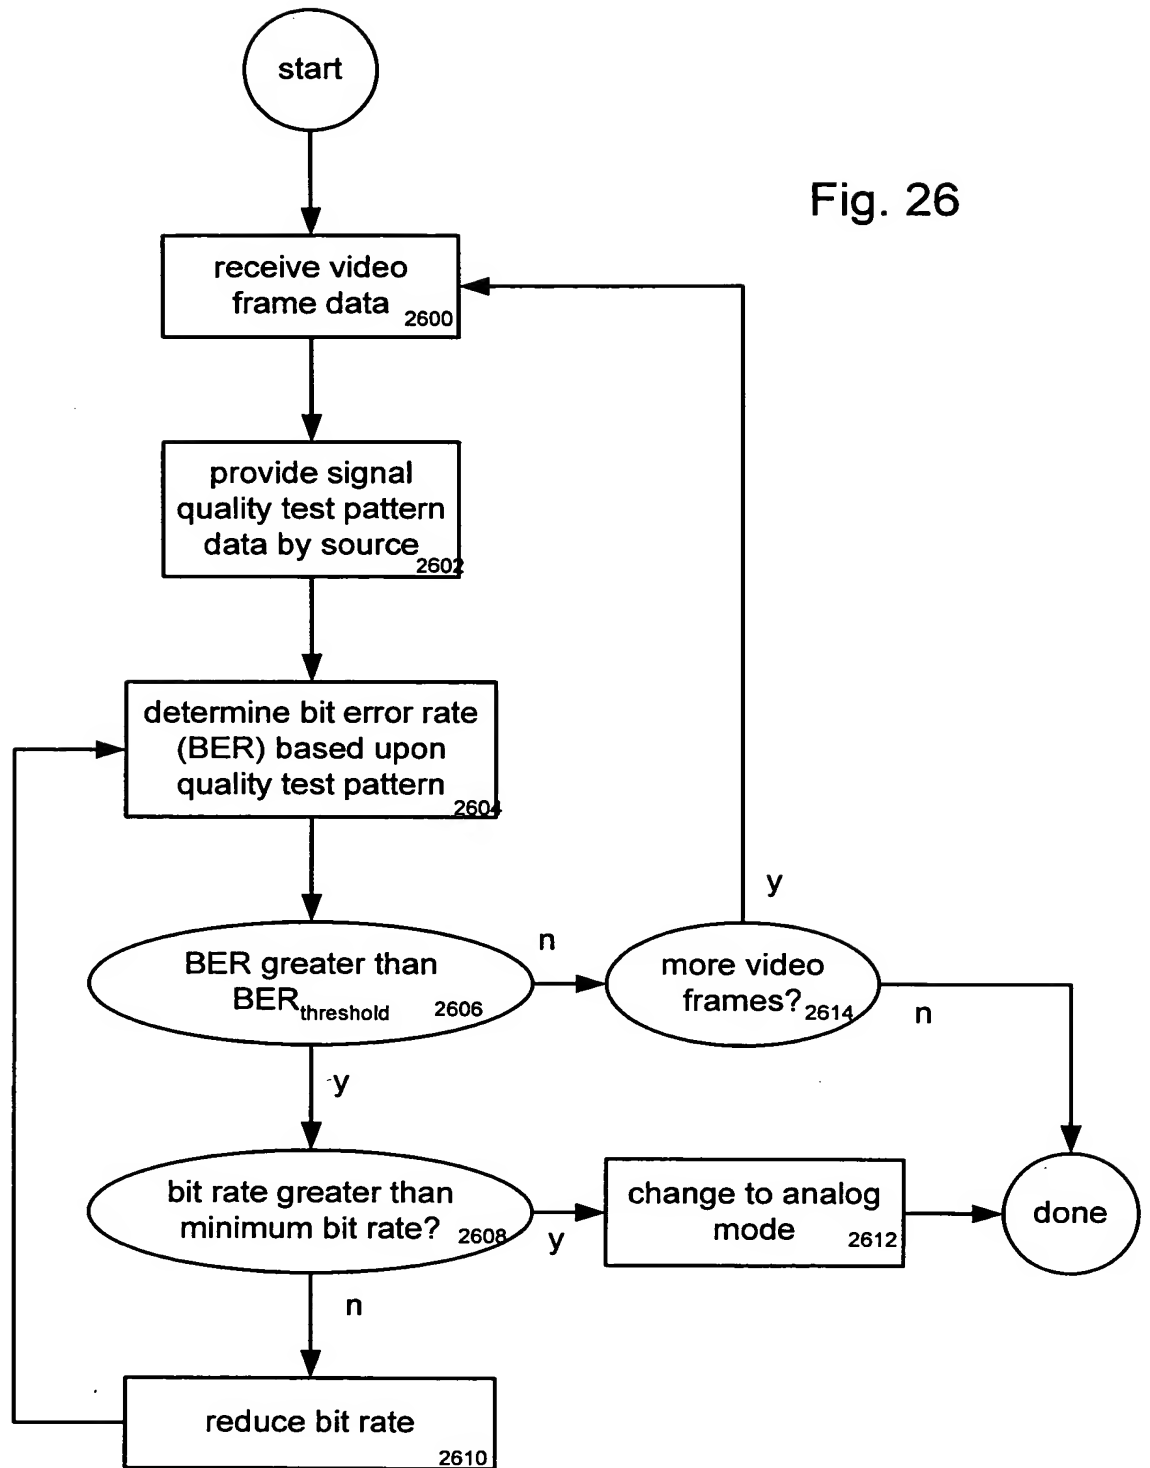 start
Fig. 26
receive video
frame data
2600
provide signal
quality test pattern
data by source
2602
determine bit error rate
(BER) based upon
quality test pattern
2604
y
n
BER greater than
BERthreshold
2606
more video
frames?
2614
n
y
bit rate greater than
minimum bit rate?
2608
y
change to analog
mode
2612
done
n
reduce bit rate
2610